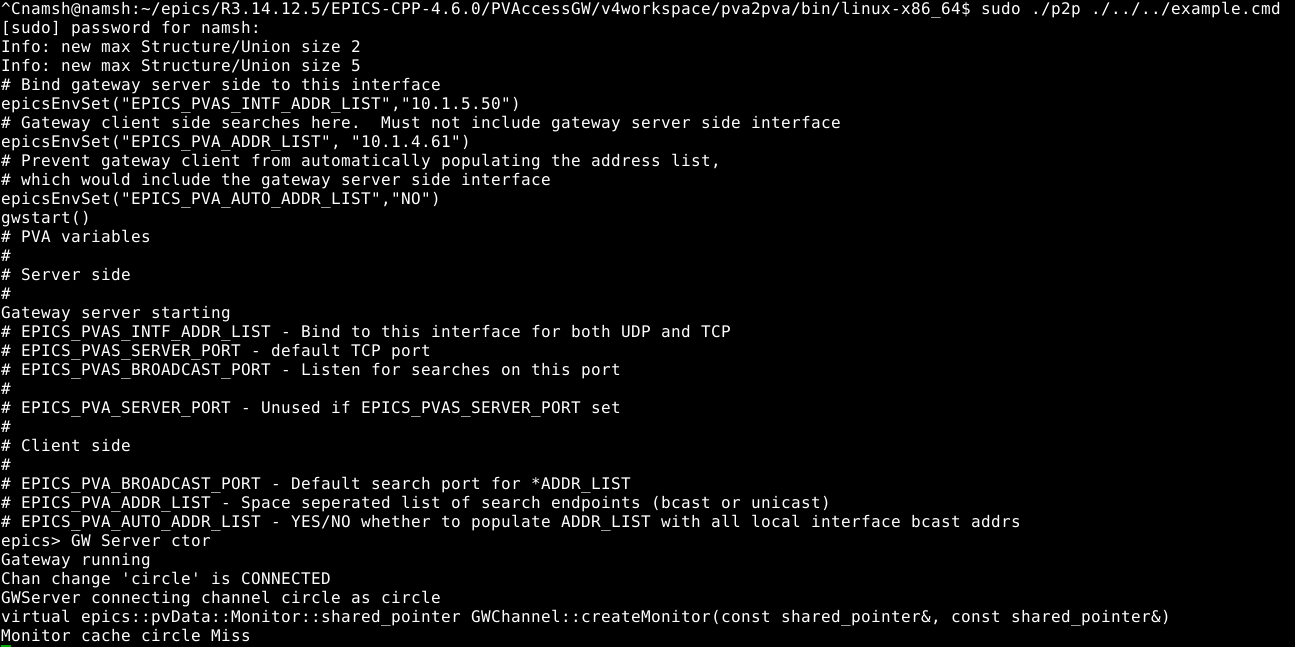 ^Cnamsh@namsh:~/epics/R3.14.12.5/EPICS-CPP-4.6.0/PVAccessGW/v4workspace/pva2pva/bin/linux-x86_64$ sudo ./p2p ./../../example.cmd
[sudo] password for namsh:
Info: new max Structure/Union size 2
Info: new max Structure/Union size 5
# Bind gateway server side to this interface
epicsEnvSet("EPICS_PVAS_INTF_ADDR_LIST","10.1.5.50")
# Gateway client side searches here.  Must not include gateway server side interface
epicsEnvSet("EPICS_PVA_ADDR_LIST", "10.1.4.61")
# Prevent gateway client from automatically populating the address list,
# which would include the gateway server side interface
epicsEnvSet("EPICS_PVA_AUTO_ADDR_LIST","NO")
gwstart()
# PVA variables
#
# Server side
#
Gateway server starting
# EPICS_PVAS_INTF_ADDR_LIST - Bind to this interface for both UDP and TCP
# EPICS_PVAS_SERVER_PORT - default TCP port
# EPICS_PVAS_BROADCAST_PORT - Listen for searches on this port
#
# EPICS_PVA_SERVER_PORT - Unused if EPICS_PVAS_SERVER_PORT set
#
# Client side
#
# EPICS_PVA_BROADCAST_PORT - Default search port for *ADDR_LIST
# EPICS_PVA_ADDR_LIST - Space seperated list of search endpoints (bcast or unicast)
# EPICS_PVA_AUTO_ADDR_LIST - YES/NO whether to populate ADDR_LIST with all local interface bcast addrs
epics> GW Server ctor
Gateway running
Chan change 'circle' is CONNECTED
GWServer connecting channel circle as circle
virtual epics::pvData::Monitor::shared_pointer GWChannel::createMonitor(const shared_pointer&, const shared_pointer&)
Monitor cache circle Miss